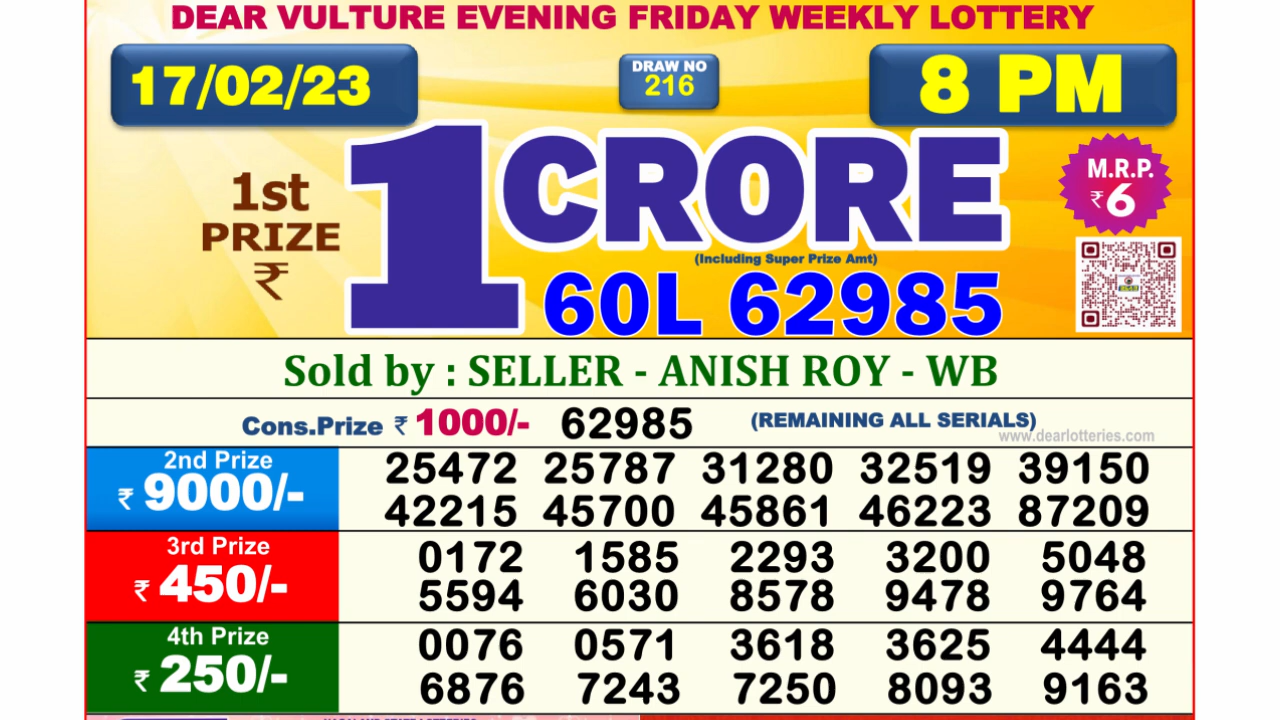 DEAR VULTURE EVENING FRIDAY WEEKLY LOTTERY
17/02/23
DRAW NO
216
8 PM
1st
PRIZE
₹
1 CRORE
(Including Super Prize Amt)
60L 62985
M.R.P.
₹ 6
Sold by : SELLER - ANISH ROY - WB
Cons.Prize ₹ 1000/- 62985 (REMAINING ALL SERIALS)
www.dearlotteries.com
2nd Prize
₹ 9000/-
25472 25787 31280 32519 39150
42215 45700 45861 46223 87209
3rd Prize
₹ 450/-
0172 1585 2293 3200 5048
5594 6030 8578 9478 9764
4th Prize
₹ 250/-
0076 0571 3618 3625 4444
6876 7243 7250 8093 9163